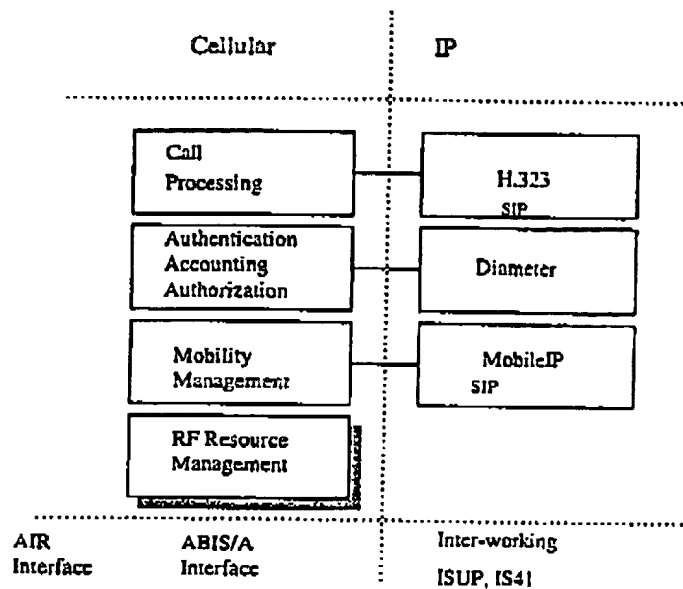 Cellular
IP
Call
Processing
H.323
SIP
Authentication
Accounting
Authorization
Diameter
Mobility
Management
MobileIP
SIP
RF Resource
Management
AIR
Interface
ABIS/A
Interface
Inter-working
ISUP, IS41